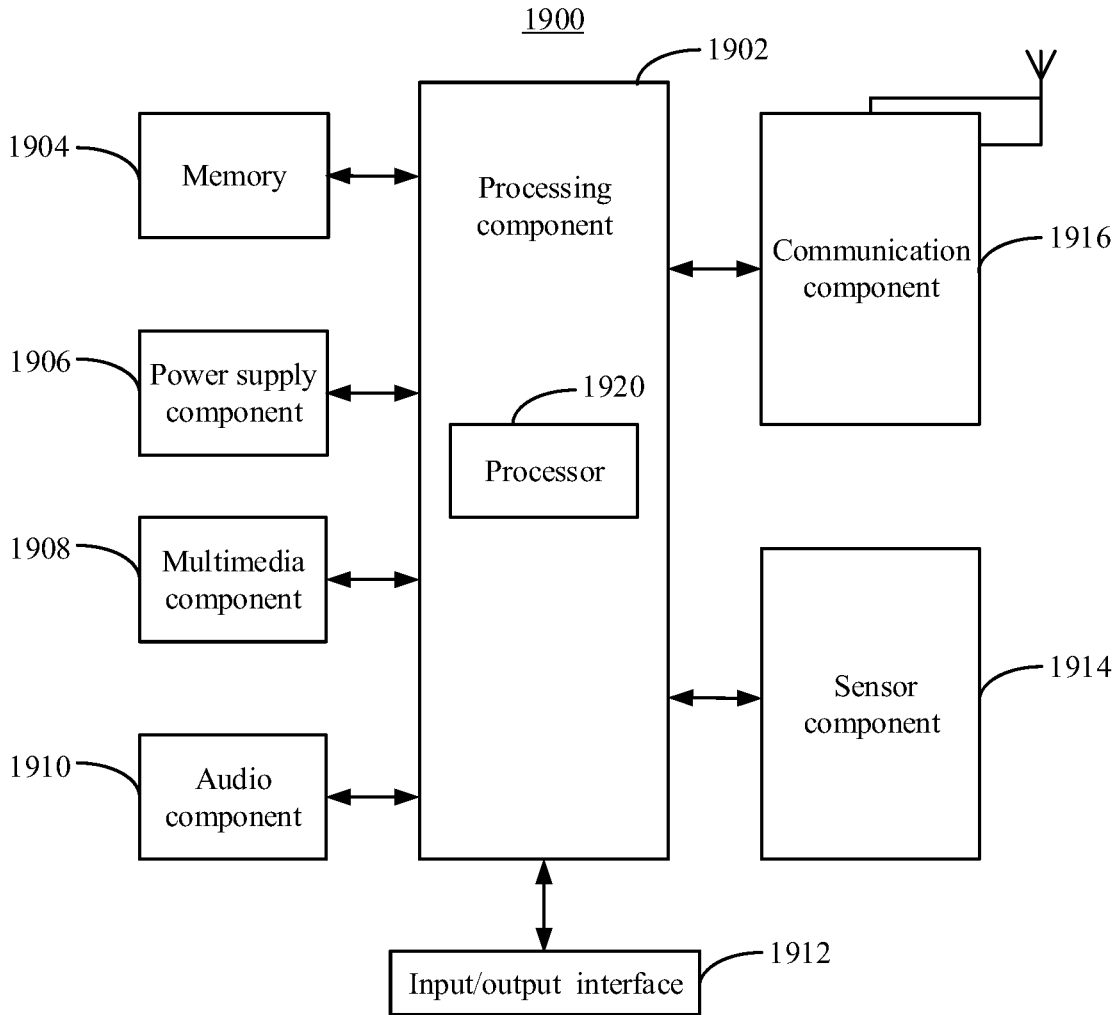 1900
1902
1904
Memory
Processing
component
Communication
component
1916
1906
Power supply
component
1920
Processor
1908
Multimedia
component
Sensor
component
1914
1910
Audio
component
Input/output interface
1912